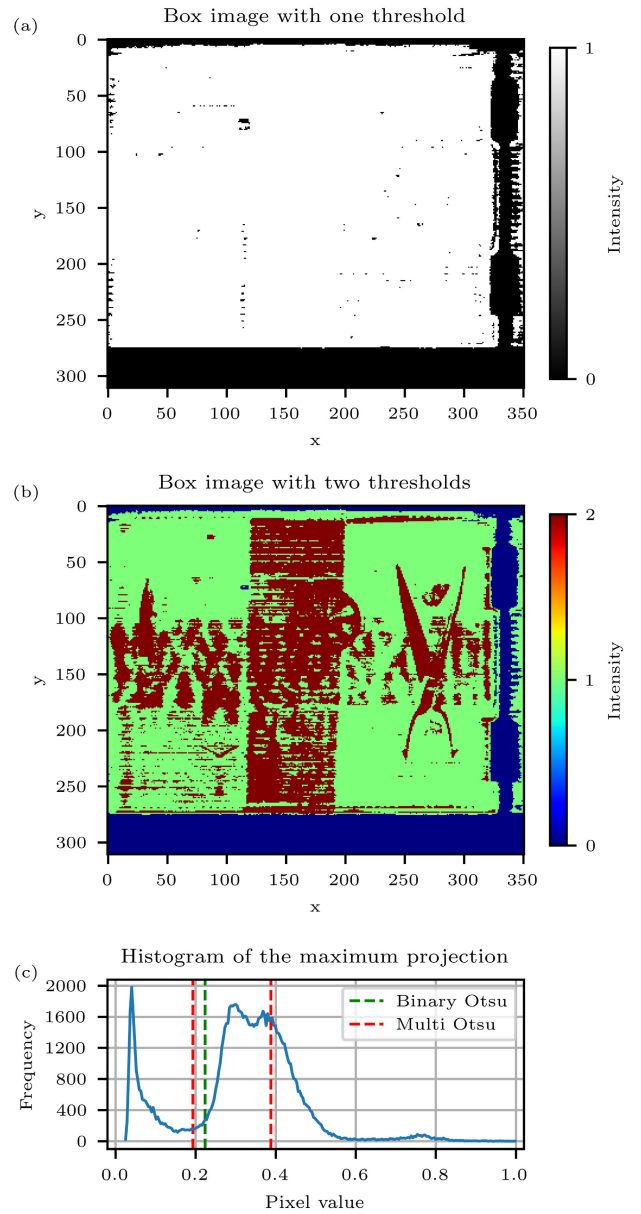 (a)
Box image with one threshold
0
50
100
150
200
250
300
y
0 50 100 150 200 250 300 350
x
1
0
Intensity
(b)
Box image with two thresholds
0
50
100
150
200
250
300
y
0 50 100 150 200 250 300 350
x
2
1
0
Intensity
(c)
Histogram of the maximum projection
2000
1600
1200
800
400
0
Frequency
Binary Otsu
Multi Otsu
0.0 0.2 0.4 0.6 0.8 1.0
Pixel value